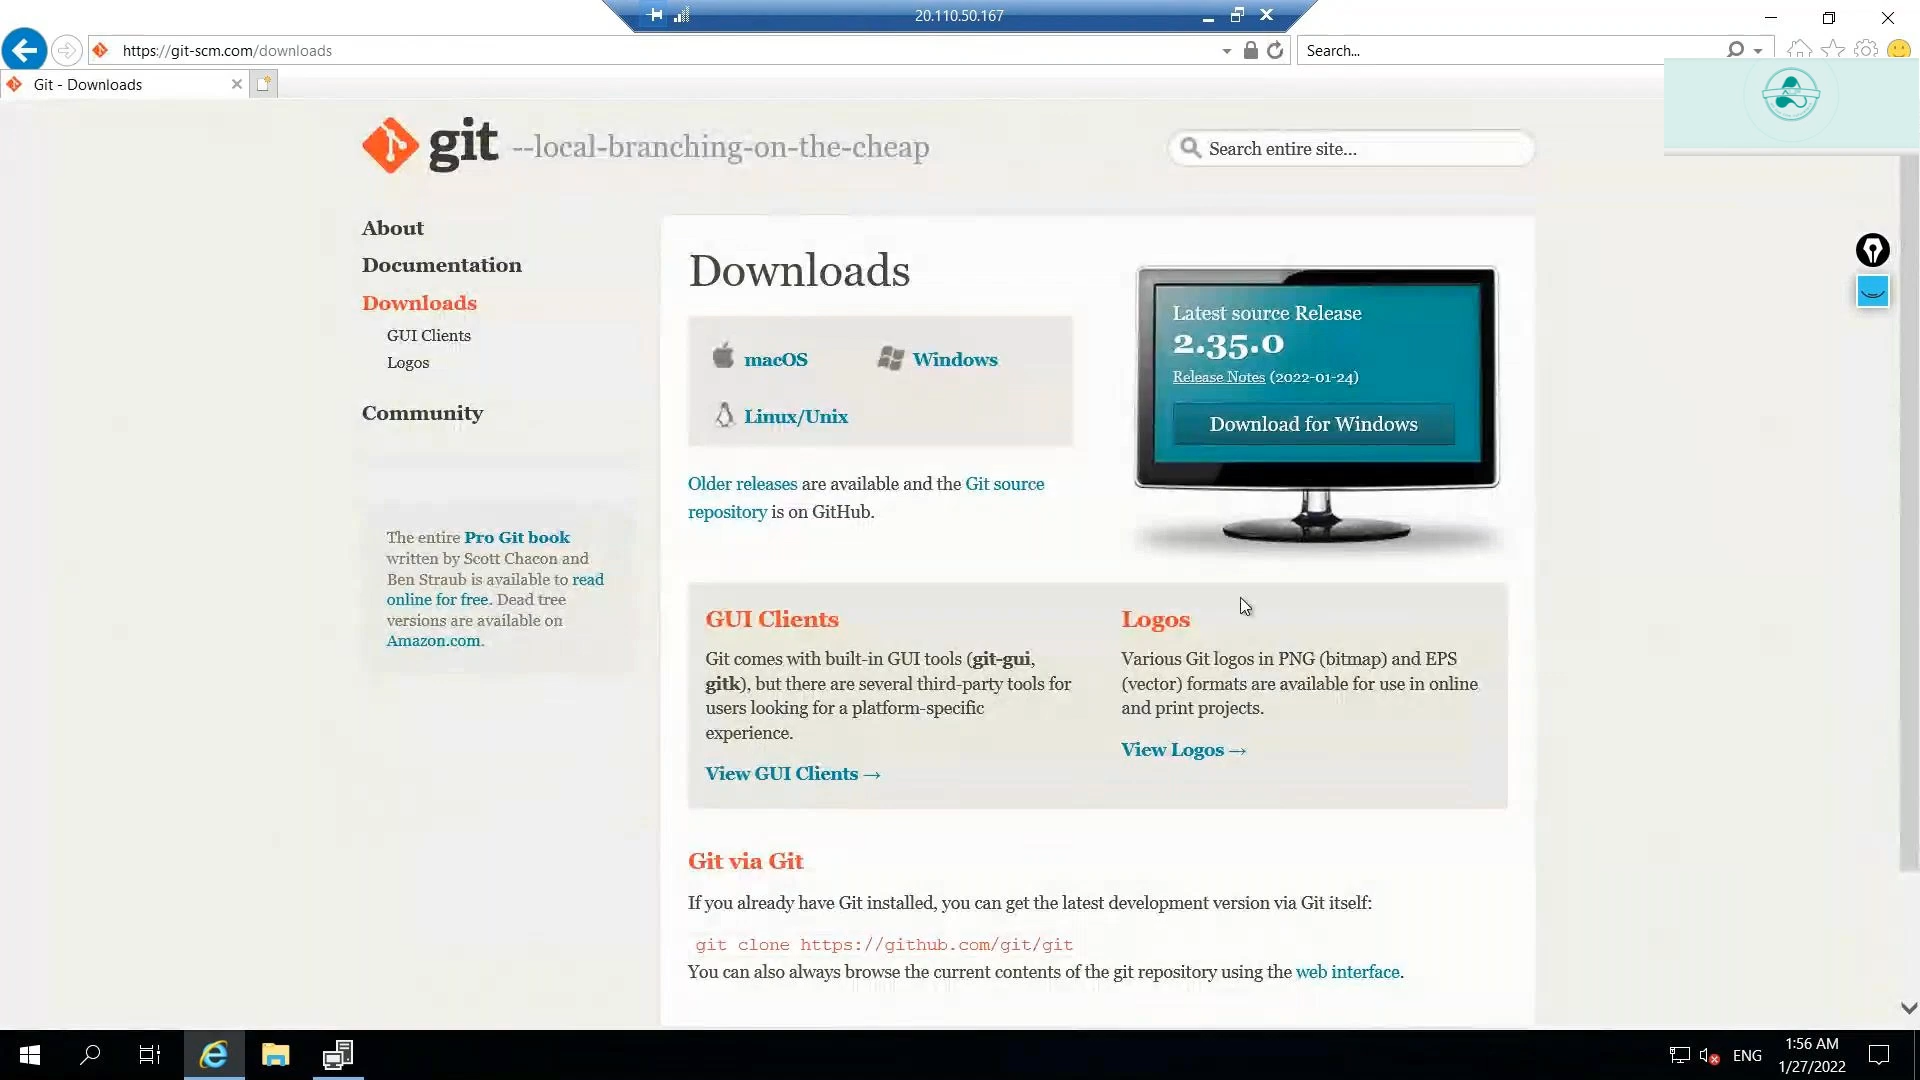 20.110.50.167
https://git-scm.com/downloads
Search...
Git - Downloads
git --local-branching-on-the-cheap
Search entire site...
About
Documentation
Downloads
GUI Clients
Logos
Community
The entire Pro Git book
written by Scott Chacon and
Ben Straub is available to read
online for free. Dead tree
versions are available on
Amazon.com.
Downloads
macOS
Windows
Linux/Unix
Older releases are available and the Git source
repository is on GitHub.
Latest source Release
2.35.0
Release Notes (2022-01-24)
Download for Windows
GUI Clients
Git comes with built-in GUI tools (git-gui,
gitk), but there are several third-party tools for
users looking for a platform-specific
experience.
View GUI Clients →
Logos
Various Git logos in PNG (bitmap) and EPS
(vector) formats are available for use in online
and print projects.
View Logos →
Git via Git
If you already have Git installed, you can get the latest development version via Git itself:
git clone https://github.com/git/git
You can also always browse the current contents of the git repository using the web interface.
ENG
1:56 AM
1/27/2022